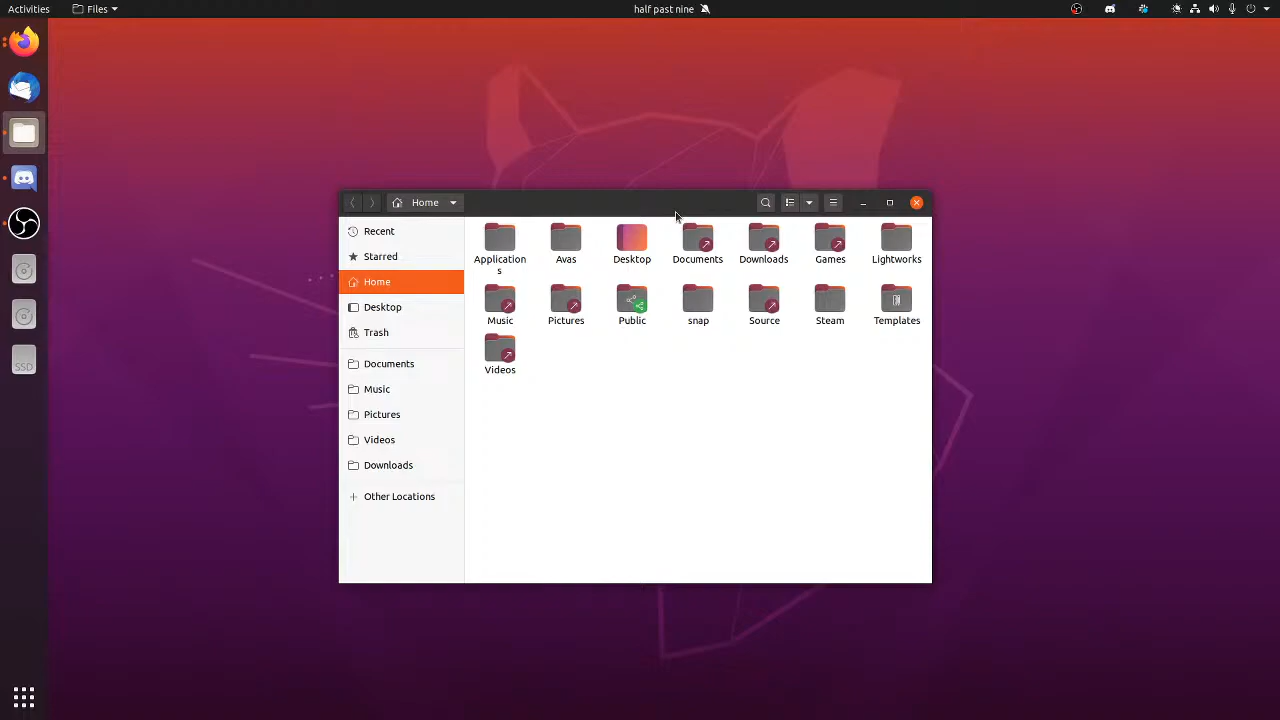 Activities
Files
half past nine
Home
Recent
Starred
Home
Desktop
Trash
Documents
Music
Pictures
Videos
Downloads
Other Locations
Application
s
Avas
Desktop
Documents
Downloads
Games
Lightworks
Music
Pictures
Public
snap
Source
Steam
Templates
Videos
SSD